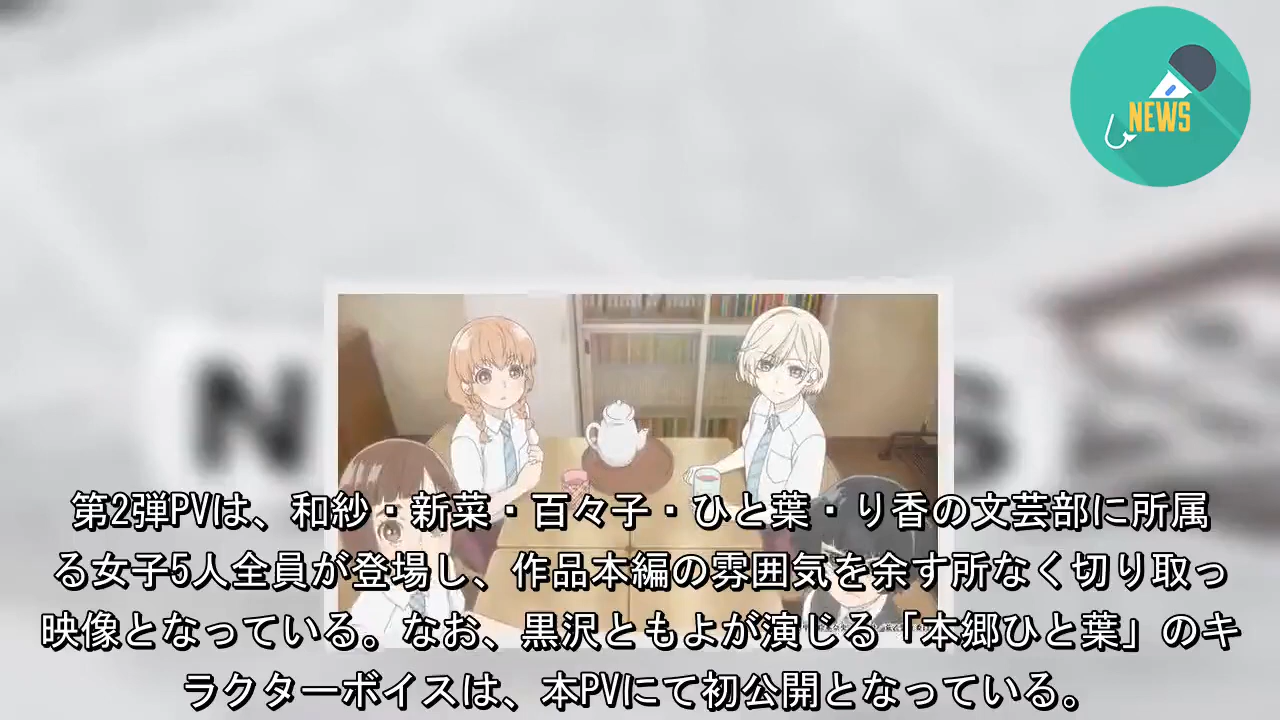 NEWS
第2弾PVは、和紗・新菜・百々子・ひと葉・り香の文芸部に所属
る女子5人全員が登場し、作品本編の雰囲気を余す所なく切り取っ
映像となっている。なお、黒沢ともよが演じる「本郷ひと葉」のキ
ラクターボイスは、本PVにて初公開となっている。